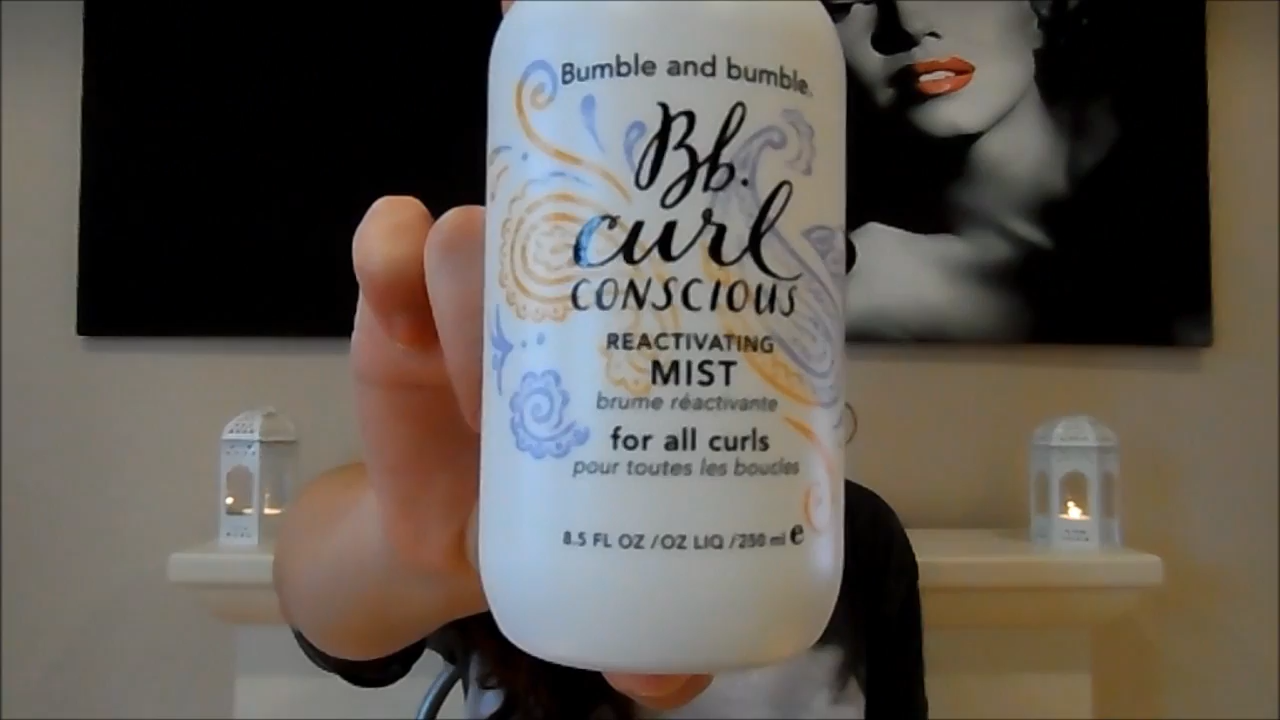 Bumble and bumble.
Bb.
curl
CONSCIOUS
REACTIVATING
MIST
brume réactivante
for all curls
pour toutes les boucles
8.5 FL OZ /OZ LIQ /250 ml e